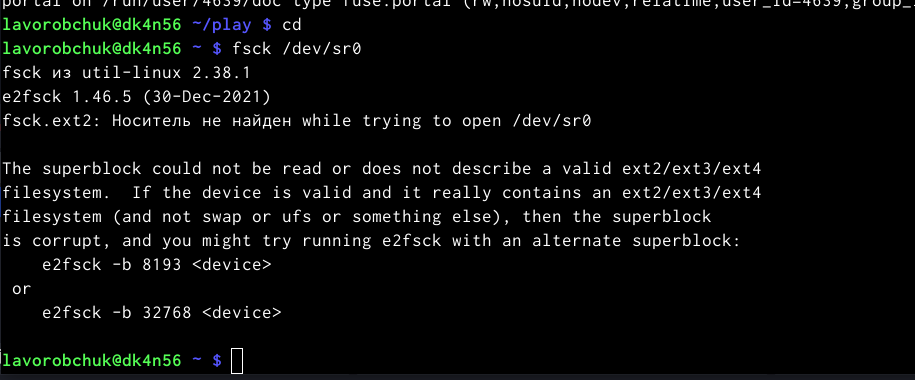 portal on /run/user/4639/doc type fuse.portal (rw,nosuid,nodev,relatime,user_id=4639,group_
lavorobchuk@dk4n56 ~/play $ cd
lavorobchuk@dk4n56 ~ $ fsck /dev/sr0
fsck из util-linux 2.38.1
e2fsck 1.46.5 (30-Dec-2021)
fsck.ext2: Носитель не найден while trying to open /dev/sr0
The superblock could not be read or does not describe a valid ext2/ext3/ext4
filesystem.  If the device is valid and it really contains an ext2/ext3/ext4
filesystem (and not swap or ufs or something else), then the superblock
is corrupt, and you might try running e2fsck with an alternate superblock:
    e2fsck -b 8193 <device>
 or
    e2fsck -b 32768 <device>
lavorobchuk@dk4n56 ~ $